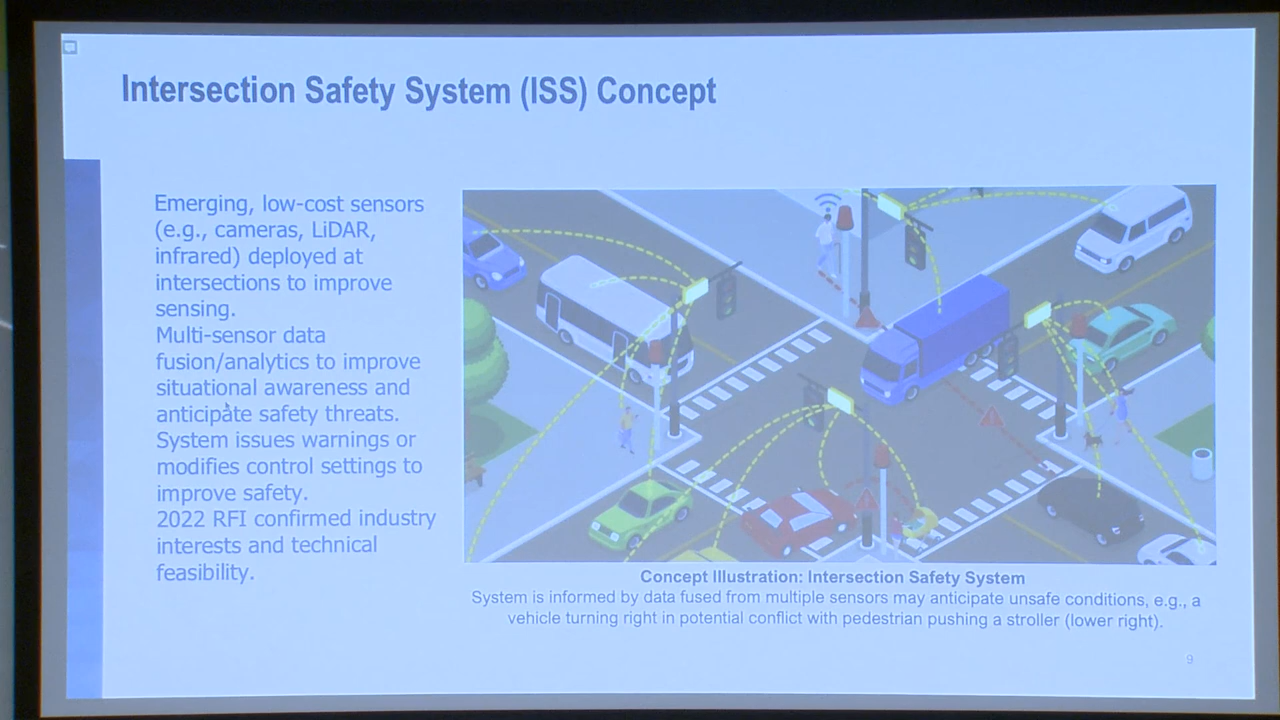 Intersection Safety System (ISS) Concept
Emerging, low-cost sensors
(e.g., cameras, LiDAR,
infrared) deployed at
intersections to improve
sensing.
Multi-sensor data
fusion/analytics to improve
situational awareness and
anticipate safety threats.
System issues warnings or
modifies control settings to
improve safety.
2022 RFI confirmed industry
interests and technical
feasibility.
Concept Illustration: Intersection Safety System
System is informed by data fused from multiple sensors may anticipate unsafe conditions, e.g., a
vehicle turning right in potential conflict with pedestrian pushing a stroller (lower right).
9